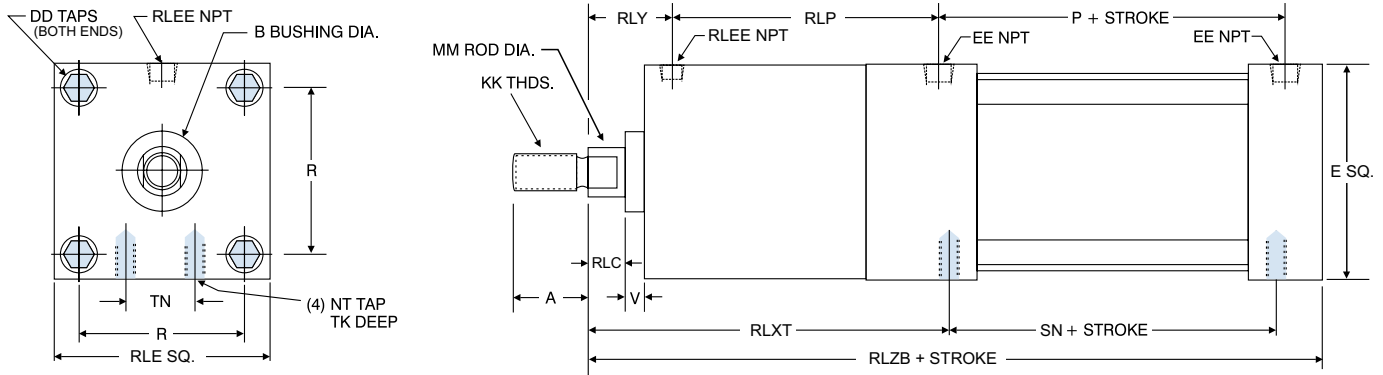 DD TAPS
(BOTH ENDS)
RLEE NPT
B BUSHING DIA.
R
TN
R
RLE SQ.
(4) NT TAP
TK DEEP
RLY
RLP
P + STROKE
MM ROD DIA.
RLEE NPT
EE NPT
EE NPT
KK THDS.
E SQ.
RLC
A
V
RLXT
SN + STROKE
RLZB + STROKE